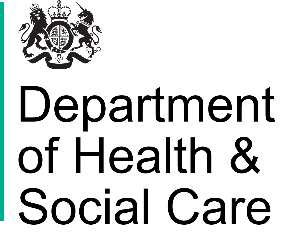 Department
of Health &
Social Care